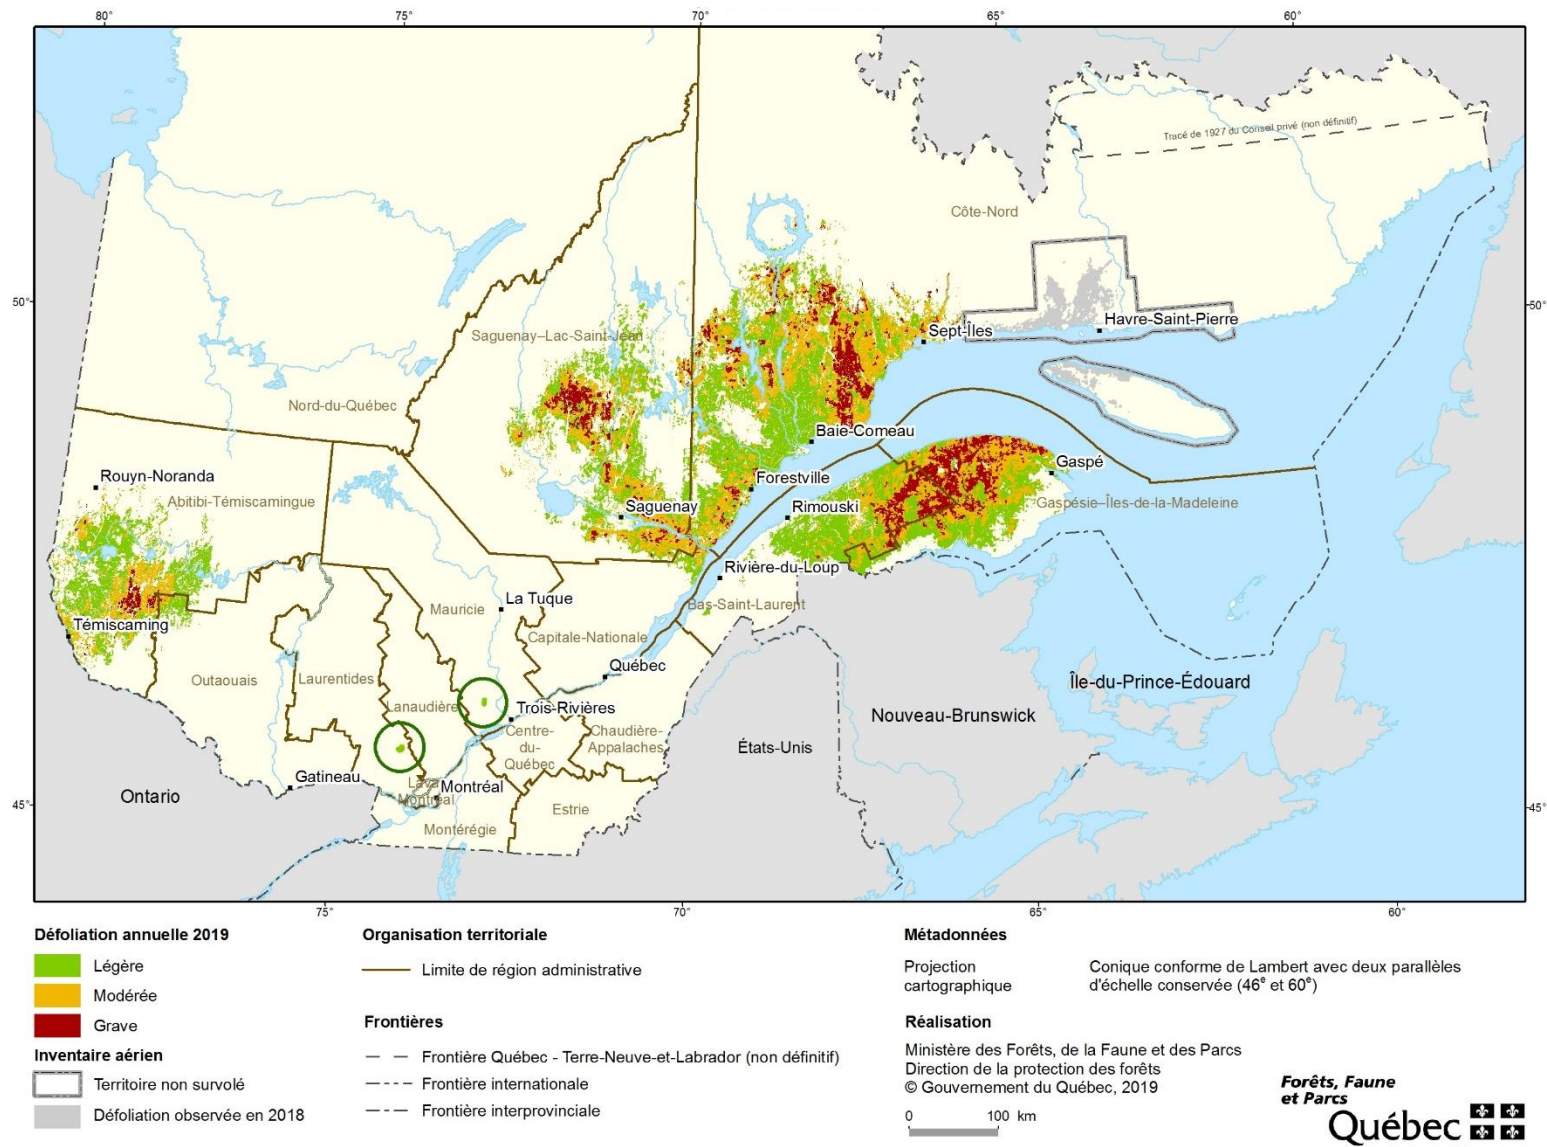 80° 75° 70° 65° 60°
Tracé de 1927 du Conseil privé (non définitif)
Côte-Nord
50° 50°
Havre-Saint-Pierre
Sept-Îles
Saguenay–Lac-Saint-Jean
Nord-du-Québec
Baie-Comeau
Gaspé
Rouyn-Noranda
Forestville
Abitibi-Témiscamingue
Gaspésie–Îles-de-la-Madeleine
Saguenay
Rimouski
Rivière-du-Loup
La Tuque
Mauricie
Bas-Saint-Laurent
Témiscaming
Capitale-Nationale
Québec
Outaouais
Laurentides
Île-du-Prince-Édouard
Lanaudière
Trois-Rivières
Nouveau-Brunswick
Centre-
du-
Québec
Chaudière-
Appalaches
États-Unis
Gatineau
Laval
Montréal
Montréal
Ontario
45° 45°
Estrie
Montérégie
75° 70° 65° 60°
Défoliation annuelle 2019
Légère
Modérée
Grave
Inventaire aérien
Territoire non survolé
Défoliation observée en 2018
Organisation territoriale
Limite de région administrative
Frontières
Frontière Québec - Terre-Neuve-et-Labrador (non définitif)
Frontière internationale
Frontière interprovinciale
Métadonnées
Projection
cartographique
Conique conforme de Lambert avec deux parallèles
d'échelle conservée (46e et 60e)
Réalisation
Ministère des Forêts, de la Faune et des Parcs
Direction de la protection des forêts
© Gouvernement du Québec, 2019
0 100 km
Forêts, Faune
et Parcs
Québec